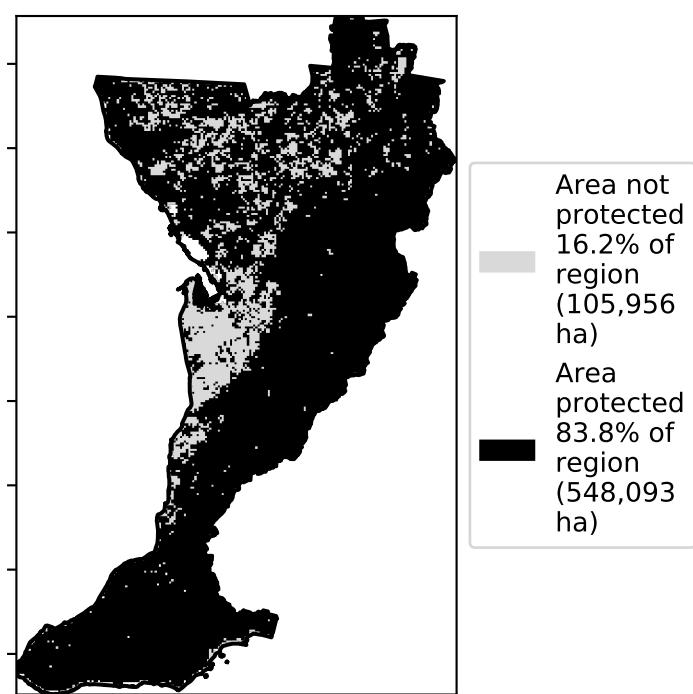 Area not
protected
16.2% of
region
(105,956
ha)
Area
protected
83.8% of
region
(548,093
ha)